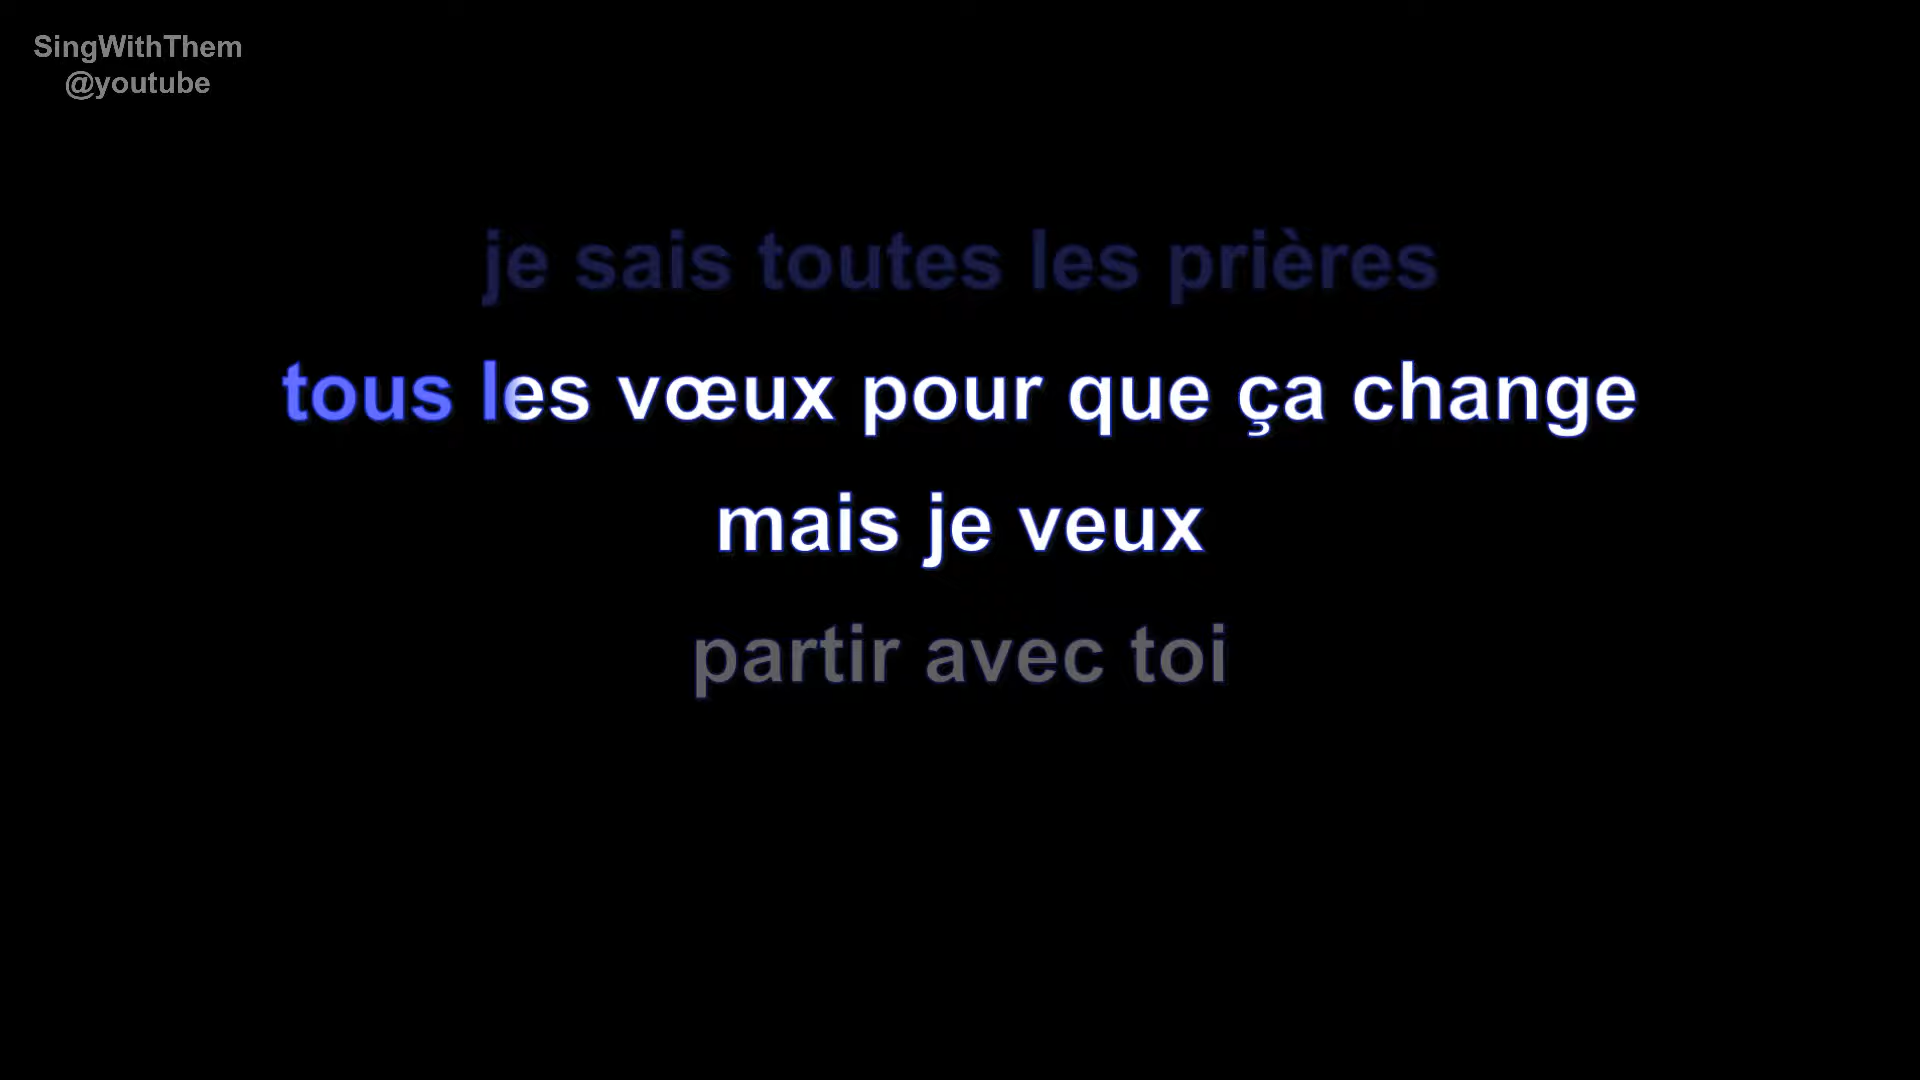 SingWithThem
@youtube
je sais toutes les prières
tous les vœux pour que ça change
mais je veux
partir avec toi